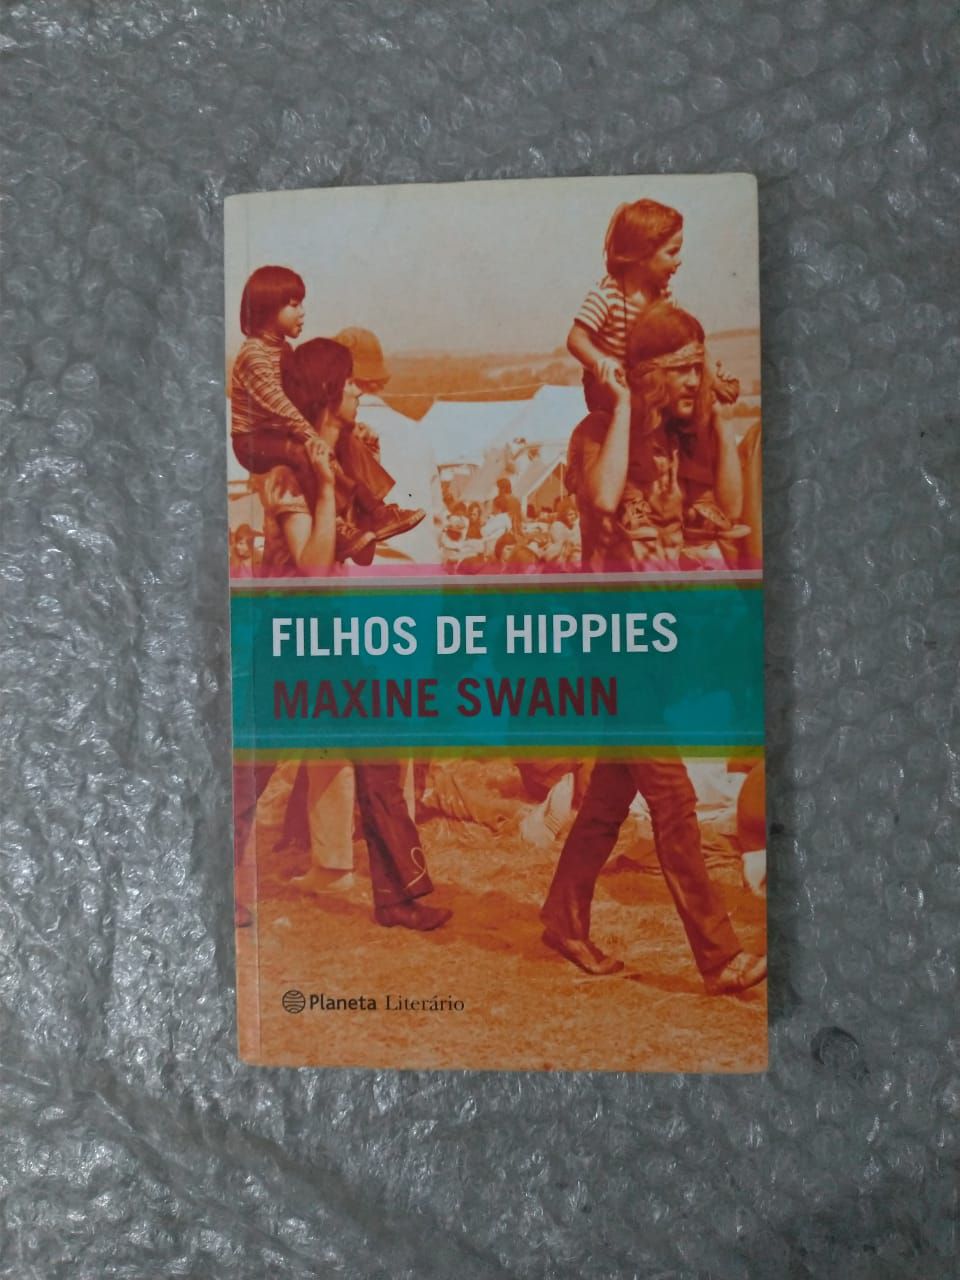 FILHOS DE HIPPIES
MAXINE SWANN
Planeta Literário